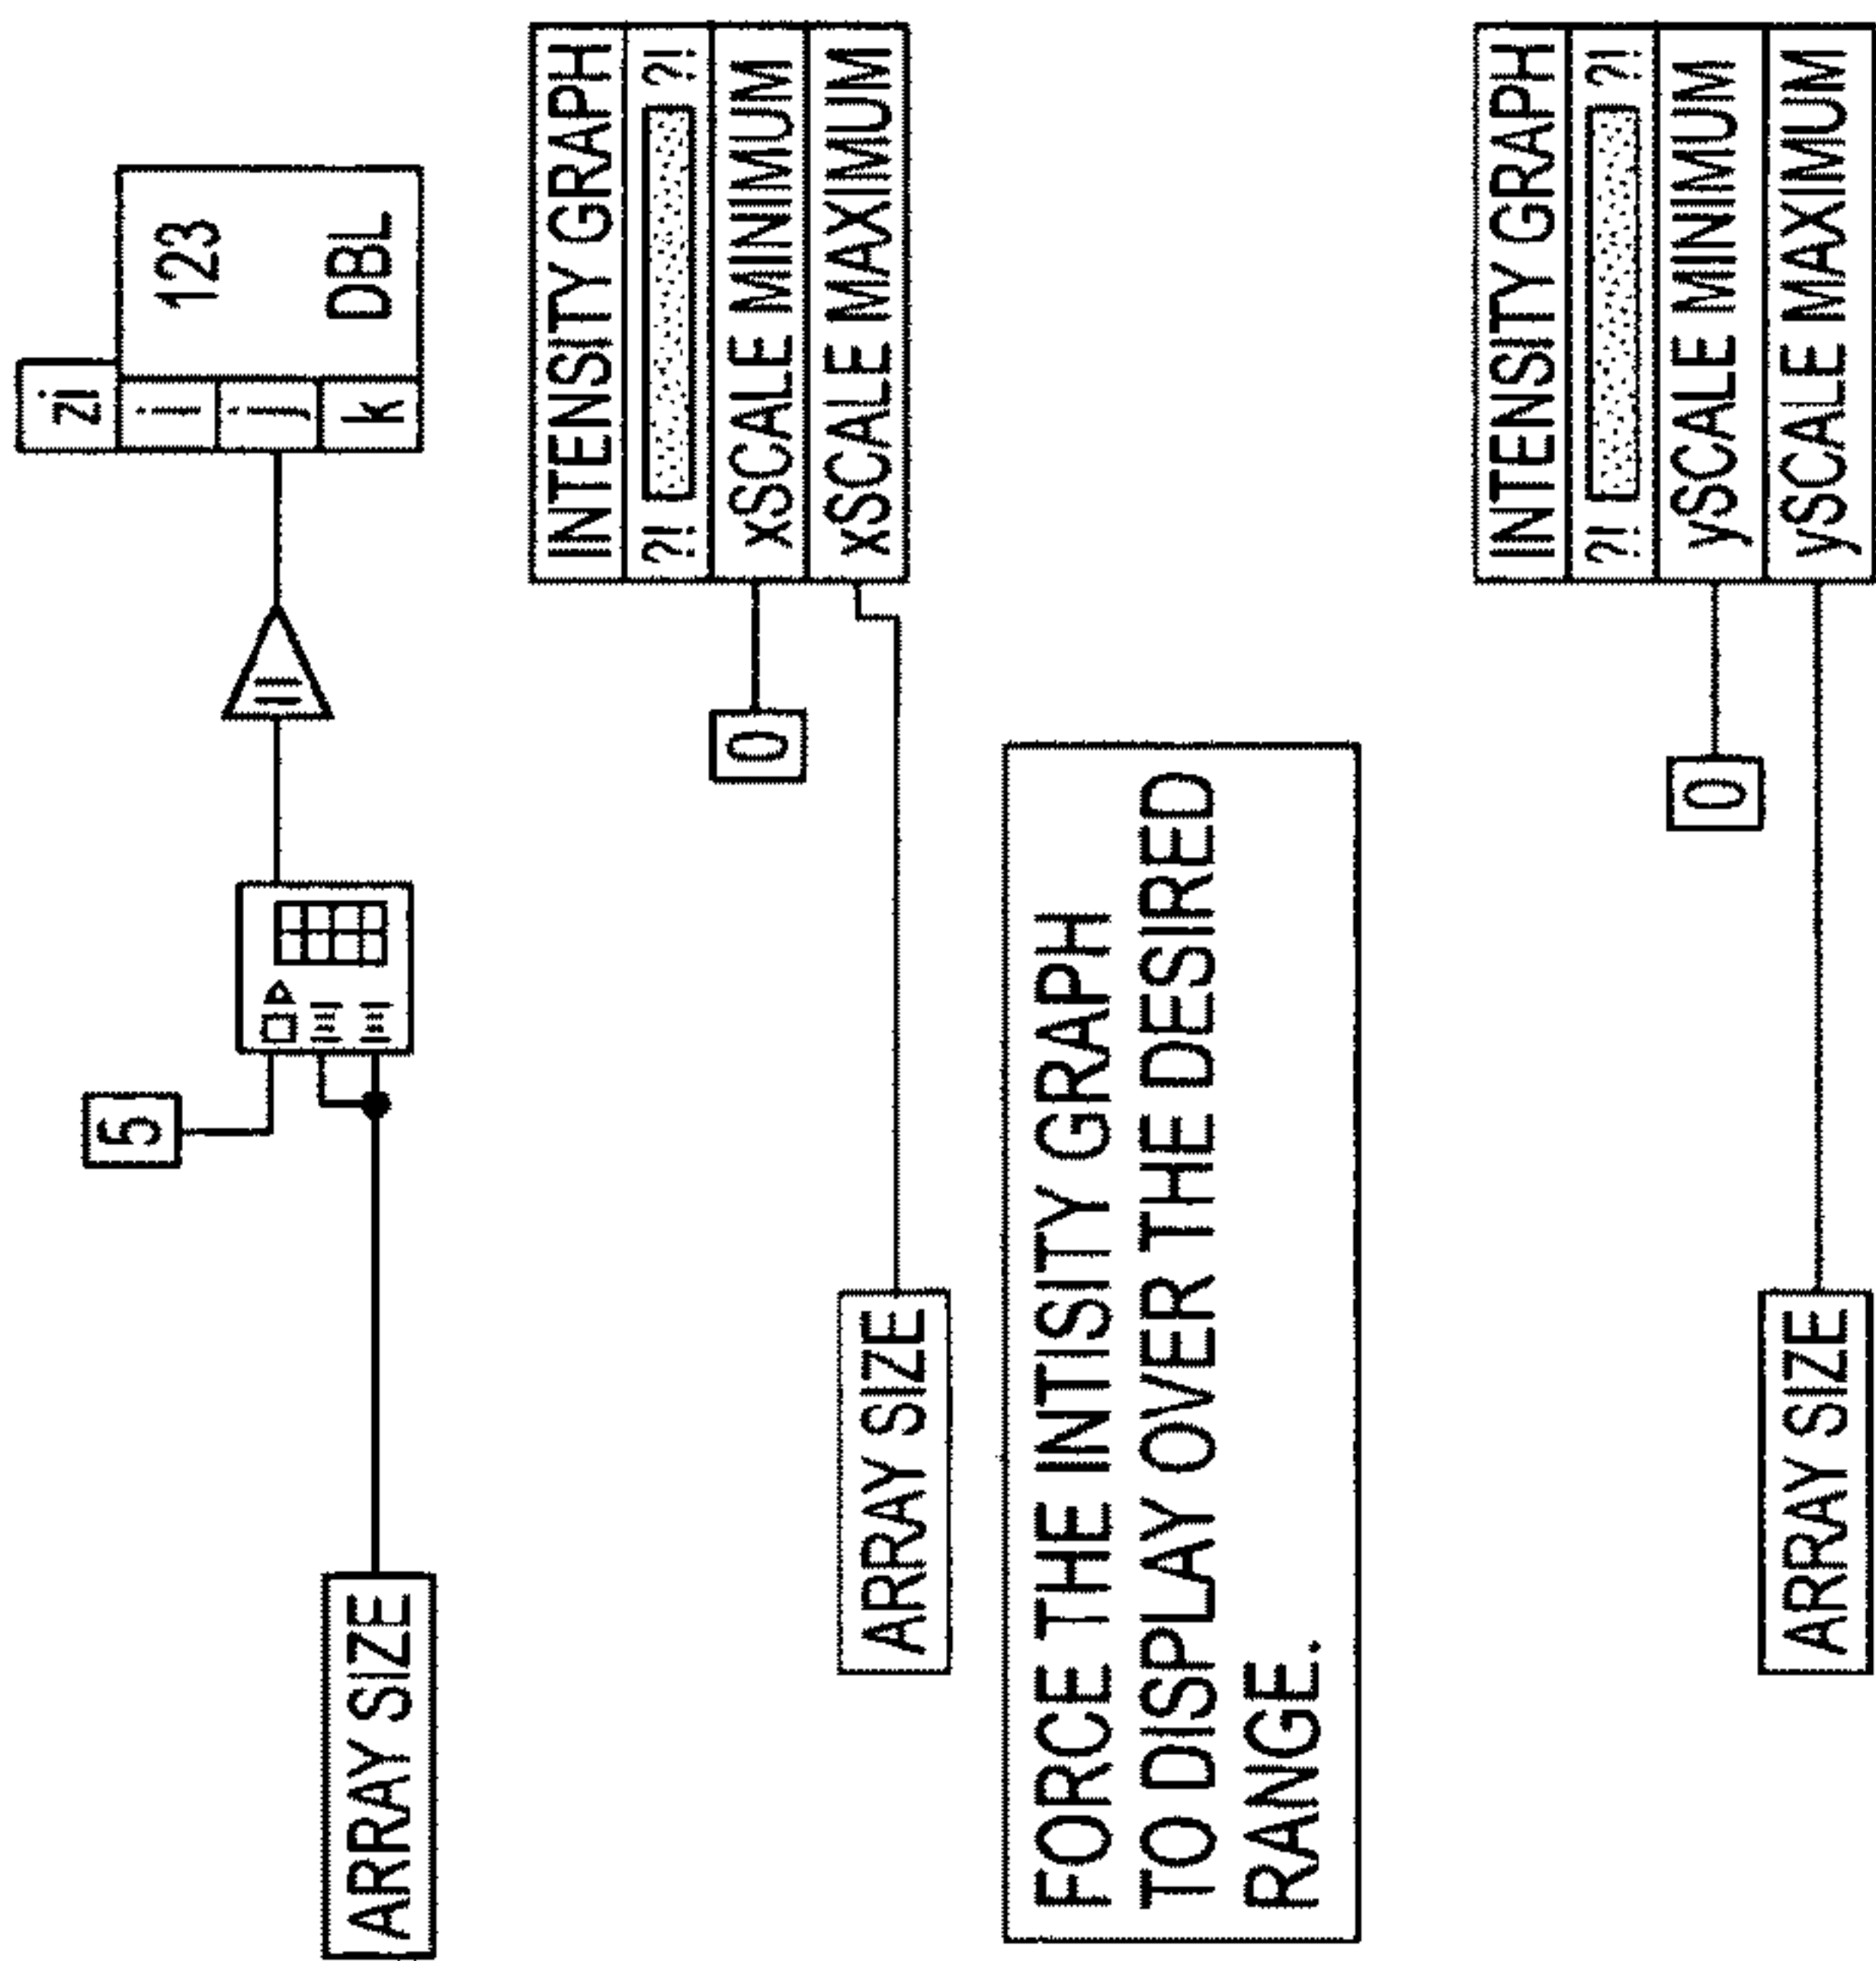 ARRAY SIZE
5
zi
i
j
k
123
DBL
INTENSITY GRAPH
?! ?!
xSCALE MINIMUM
xSCALE MAXIMUM
0
ARRAY SIZE
FORCE THE INTISITY GRAPH
TO DISPLAY OVER THE DESIRED
RANGE.
INTENSITY GRAPH
?! ?!
ySCALE MINIMUM
ySCALE MAXIMUM
0
ARRAY SIZE